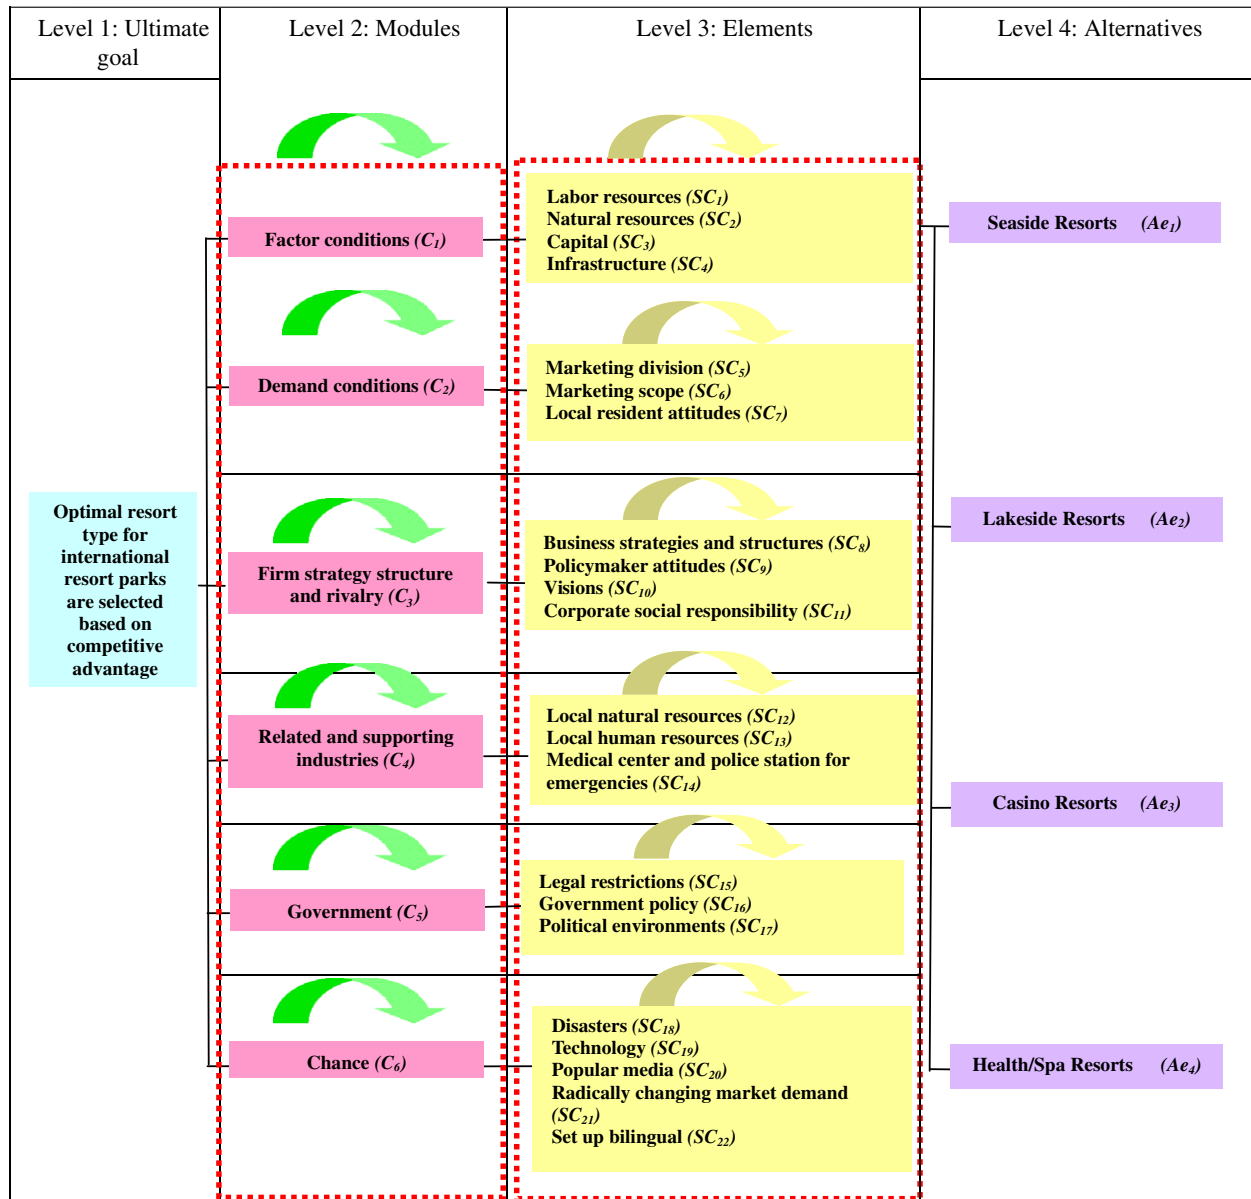 Level 1: Ultimate
goal
Level 2: Modules
Level 3: Elements
Level 4: Alternatives
Optimal resort
type for
international
resort parks
are selected
based on
competitive
advantage
Factor conditions (C1)
Demand conditions (C2)
Firm strategy structure
and rivalry (C3)
Related and supporting
industries (C4)
Government (C5)
Chance (C6)
Labor resources (SC1)
Natural resources (SC2)
Capital (SC3)
Infrastructure (SC4)
Marketing division (SC5)
Marketing scope (SC6)
Local resident attitudes (SC7)
Business strategies and structures (SC8)
Policymaker attitudes (SC9)
Visions (SC10)
Corporate social responsibility (SC11)
Local natural resources (SC12)
Local human resources (SC13)
Medical center and police station for
emergencies (SC14)
Legal restrictions (SC15)
Government policy (SC16)
Political environments (SC17)
Disasters (SC18)
Technology (SC19)
Popular media (SC20)
Radically changing market demand
(SC21)
Set up bilingual (SC22)
Seaside Resorts (Ae1)
Lakeside Resorts (Ae2)
Casino Resorts (Ae3)
Health/Spa Resorts (Ae4)